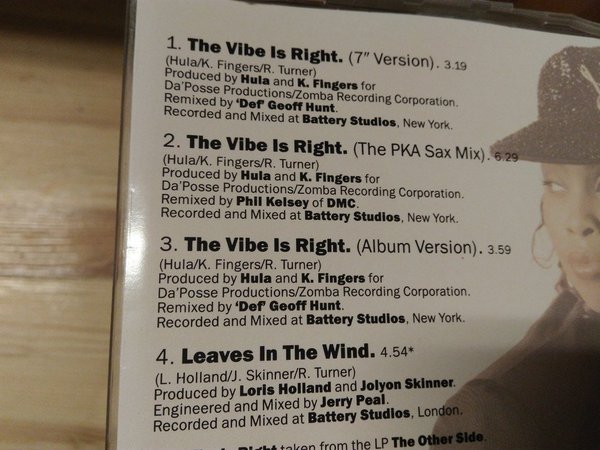 1. The Vibe Is Right. (7″ Version). 3.19
(Hula/K. Fingers/R. Turner)
Produced by Hula and K. Fingers for
Da'Posse Productions/Zomba Recording Corporation.
Remixed by 'Def' Geoff Hunt.
Recorded and Mixed at Battery Studios, New York.
2. The Vibe Is Right. (The PKA Sax Mix). 6.29
(Hula/K. Fingers/R. Turner)
Produced by Hula and K. Fingers for
Da'Posse Productions/Zomba Recording Corporation.
Remixed by Phil Kelsey of DMC.
Recorded and Mixed at Battery Studios, New York.
3. The Vibe Is Right. (Album Version). 3.59
(Hula/K. Fingers/R. Turner)
Produced by Hula and K. Fingers for
Da'Posse Productions/Zomba Recording Corporation.
Remixed by 'Def' Geoff Hunt.
Recorded and Mixed at Battery Studios, New York.
4. Leaves In The Wind. 4.54*
(L. Holland/J. Skinner/R. Turner)
Produced by Loris Holland and Jolyon Skinner.
Engineered and Mixed by Jerry Peal.
Recorded and Mixed at Battery Studios, London.
Right taken from the LP The Other Side.